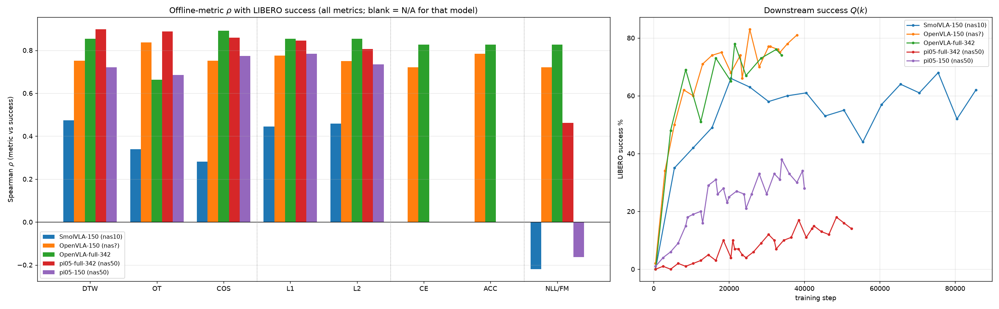 Offline-metric ρ with LIBERO success (all metrics; blank = N/A for that model)
Spearman ρ (metric vs success)
0.8
0.6
0.4
0.2
0.0
−0.2
SmolVLA-150 (nas10)
OpenVLA-150 (nas?)
OpenVLA-full-342
pi05-full-342 (nas50)
pi05-150 (nas50)
DTW OT COS L1 L2 CE ACC NLL/FM
Downstream success Q(k)
LIBERO success %
80
60
40
20
0
SmolVLA-150 (nas10)
OpenVLA-150 (nas?)
OpenVLA-full-342
pi05-full-342 (nas50)
pi05-150 (nas50)
0 20000 40000 60000 80000
training step